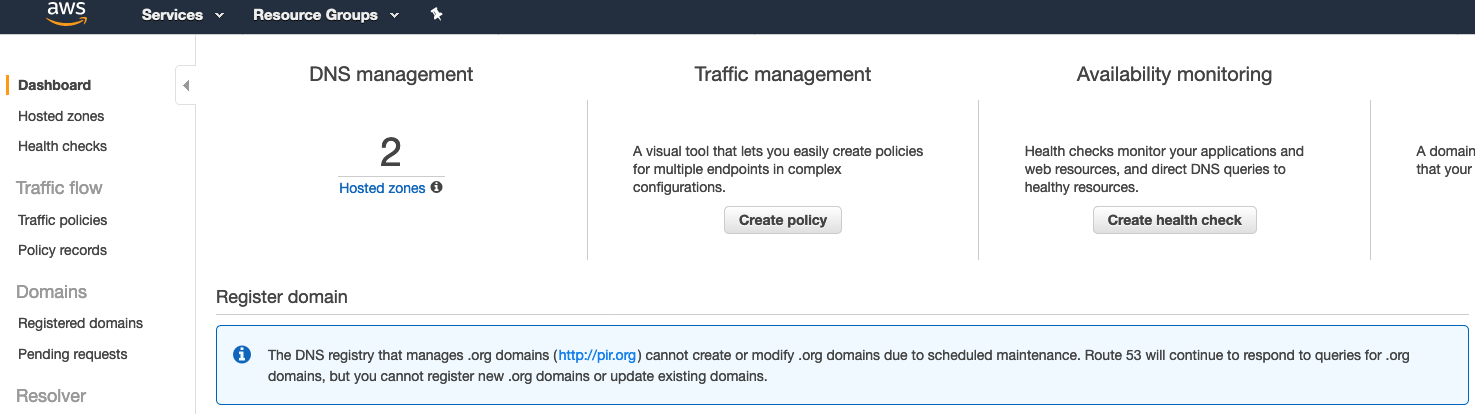 aws
Services
Resource Groups
Dashboard
Hosted zones
Health checks
Traffic flow
Traffic policies
Policy records
Domains
Registered domains
Pending requests
Resolver
DNS management
2
Hosted zones
Traffic management
A visual tool that lets you easily create policies
for multiple endpoints in complex
configurations.
Create policy
Availability monitoring
Health checks monitor your applications and
web resources, and direct DNS queries to
healthy resources.
Create health check
A domain
that your
Register domain
The DNS registry that manages .org domains (http://pir.org) cannot create or modify .org domains due to scheduled maintenance. Route 53 will continue to respond to queries for .org
domains, but you cannot register new .org domains or update existing domains.